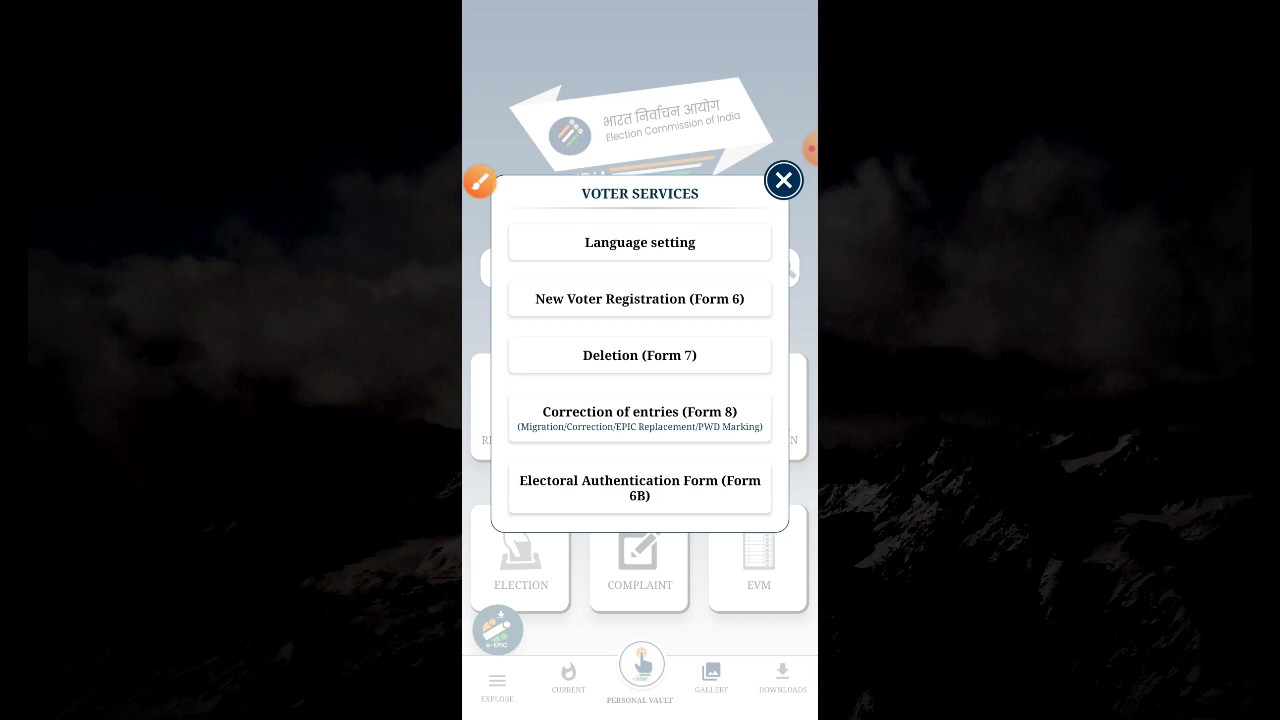 भारत निर्वाचन आयोग
Election Commission of India
VOTER SERVICES
Language setting
New Voter Registration (Form 6)
Deletion (Form 7)
Correction of entries (Form 8)
(Migration/Correction/EPIC Replacement/PWD Marking)
Electoral Authentication Form (Form
6B)
ELECTION
COMPLAINT
EVM
e-EPIC
EXPLORE
CURRENT
PERSONAL VAULT
GALLERY
DOWNLOADS